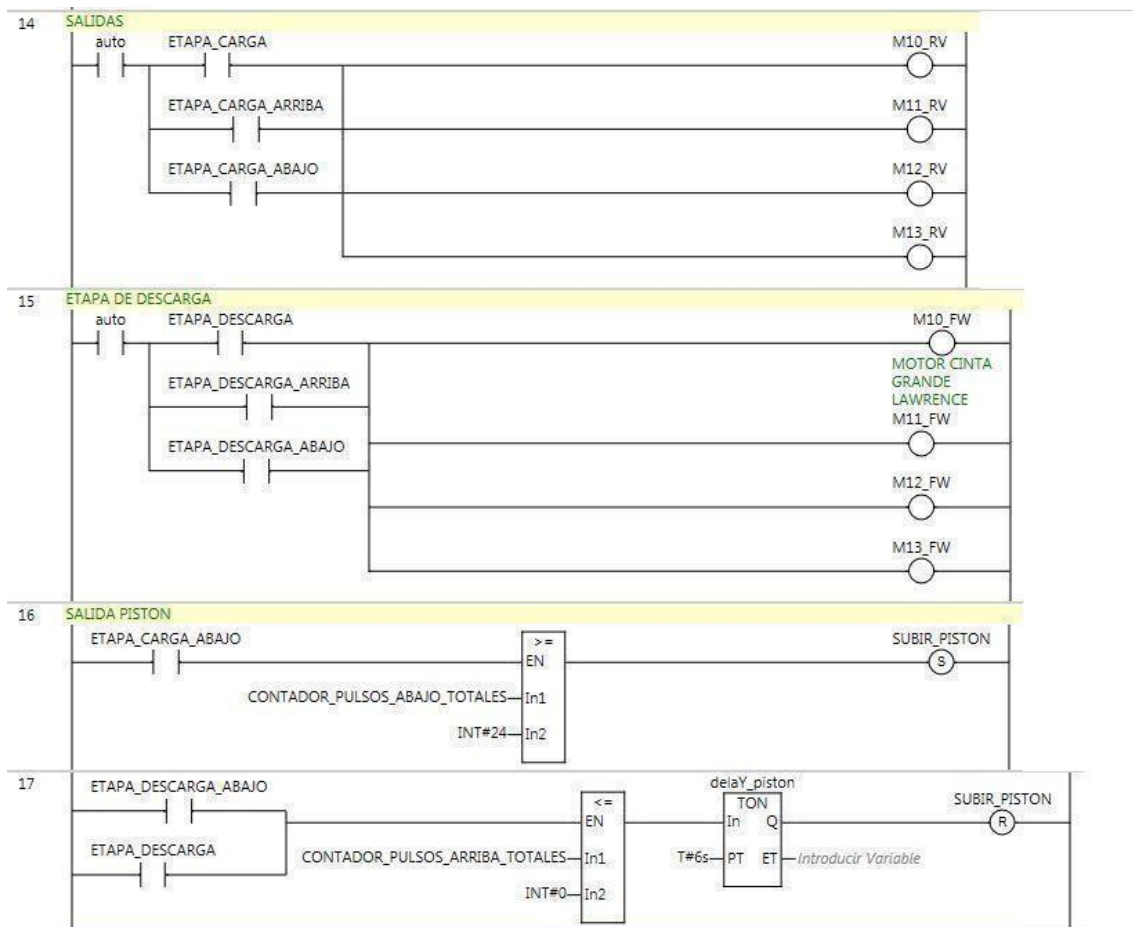 14 SALIDAS
auto ETAPA_CARGA M10_RV
ETAPA_CARGA_ARRIBA M11_RV
ETAPA_CARGA_ABAJO M12_RV
M13_RV
15 ETAPA DE DESCARGA
auto ETAPA_DESCARGA M10_FW
MOTOR CINTA
GRANDE
LAWRENCE
ETAPA_DESCARGA_ARRIBA
M11_FW
ETAPA_DESCARGA_ABAJO
M12_FW
M13_FW
16 SALIDA PISTON
ETAPA_CARGA_ABAJO >= SUBIR_PISTON
EN S
CONTADOR_PULSOS_ABAJO_TOTALES In1
INT#24 In2
17 ETAPA_DESCARGA_ABAJO delaY_piston
<= TON SUBIR_PISTON
EN In Q R
ETAPA_DESCARGA CONTADOR_PULSOS_ARRIBA_TOTALES In1 T#6s PT ET Introducir Variable
INT#0 In2